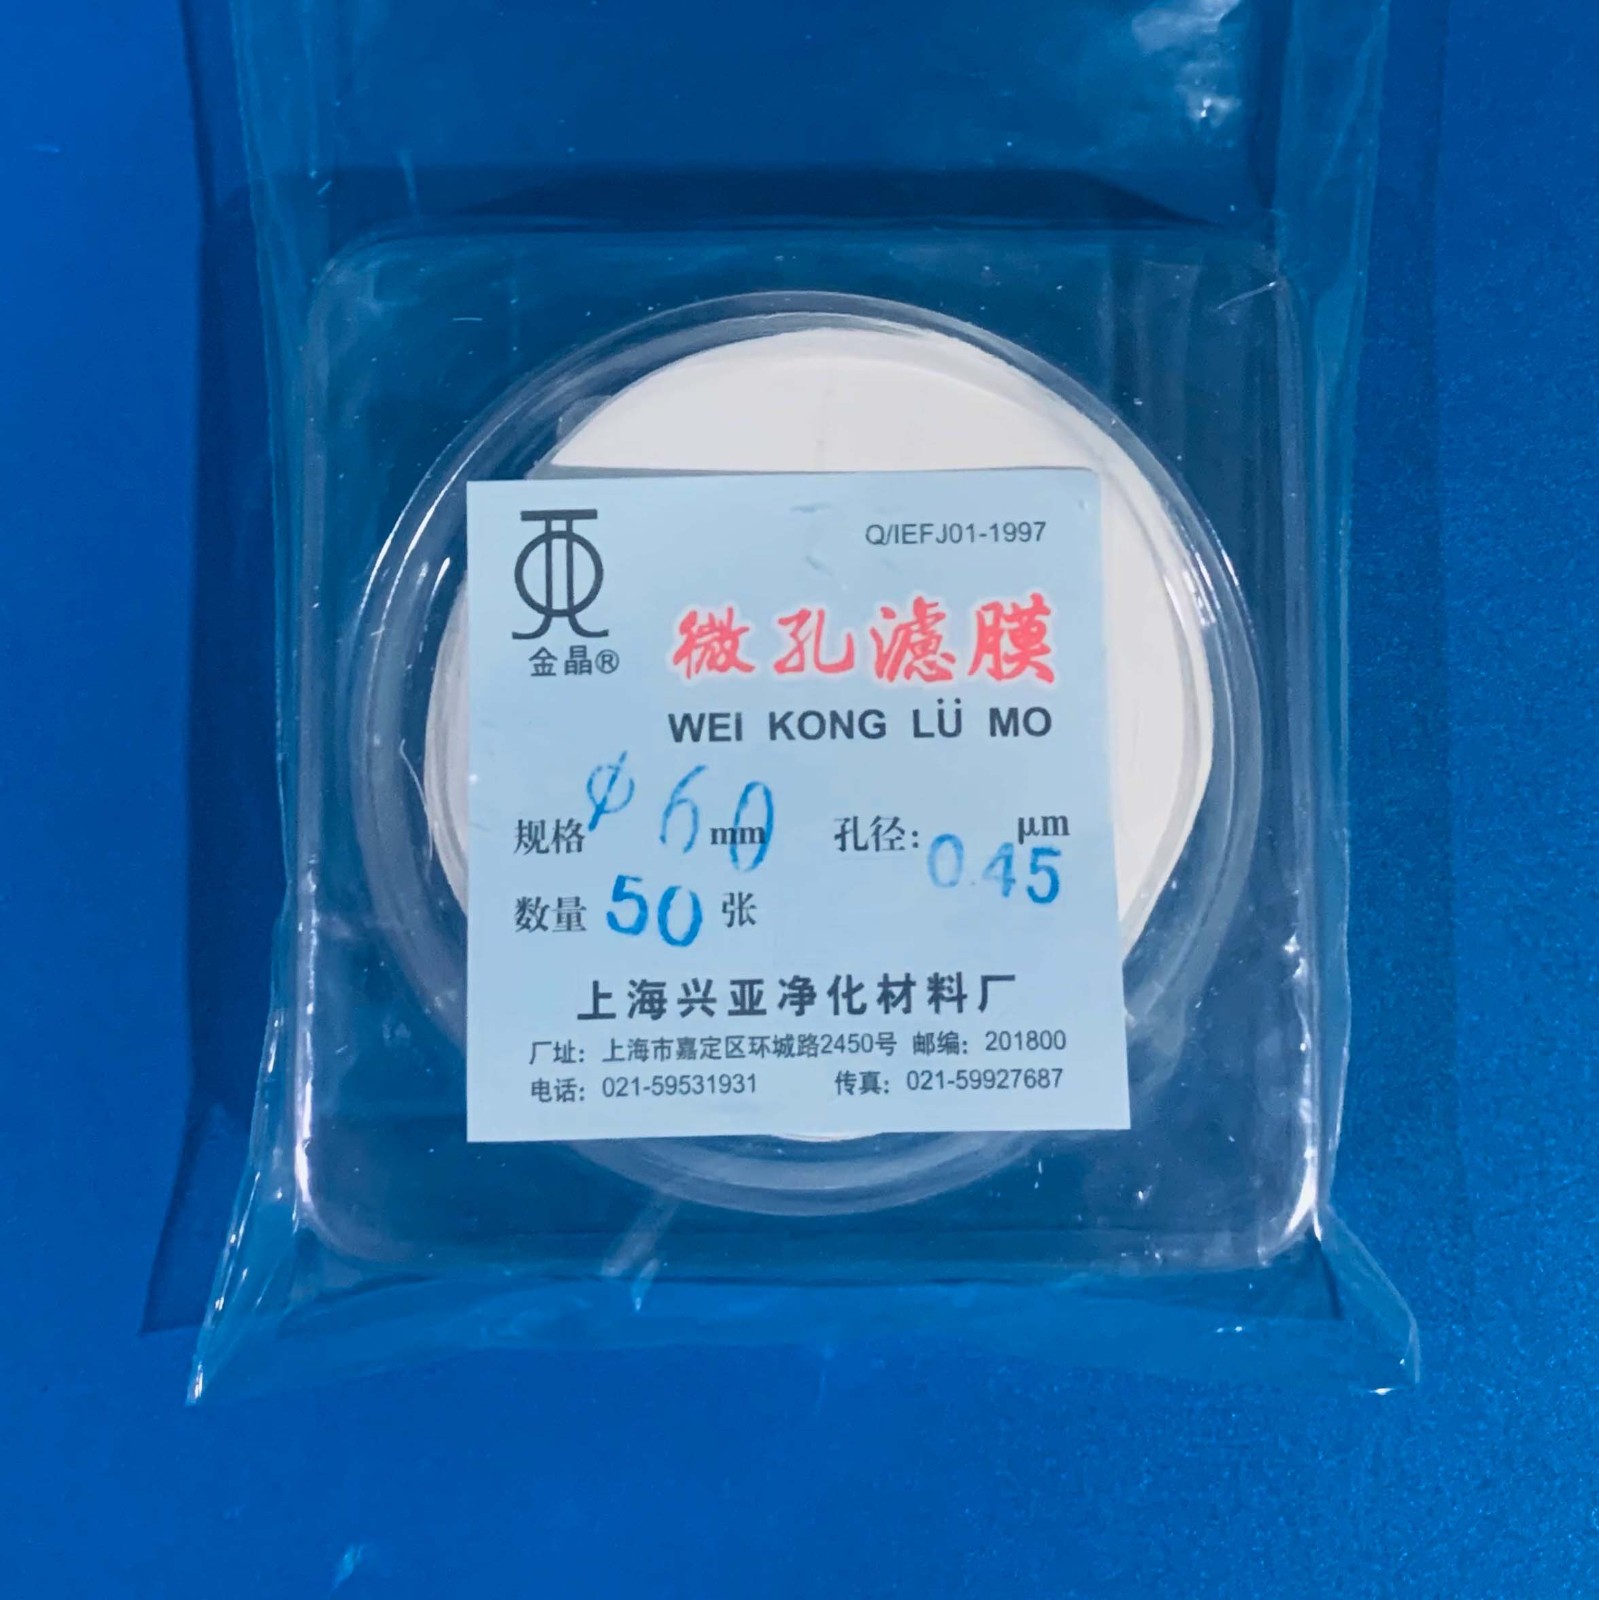 Q/IEFJ01-1997
金晶®
微孔滤膜
WEI KONG LÜ MO
规格 φ60 mm 孔径: 0.45 μm
数量 50 张
上海兴亚净化材料厂
厂址: 上海市嘉定区环城路2450号 邮编: 201800
电话: 021-59531931 传真: 021-59927687